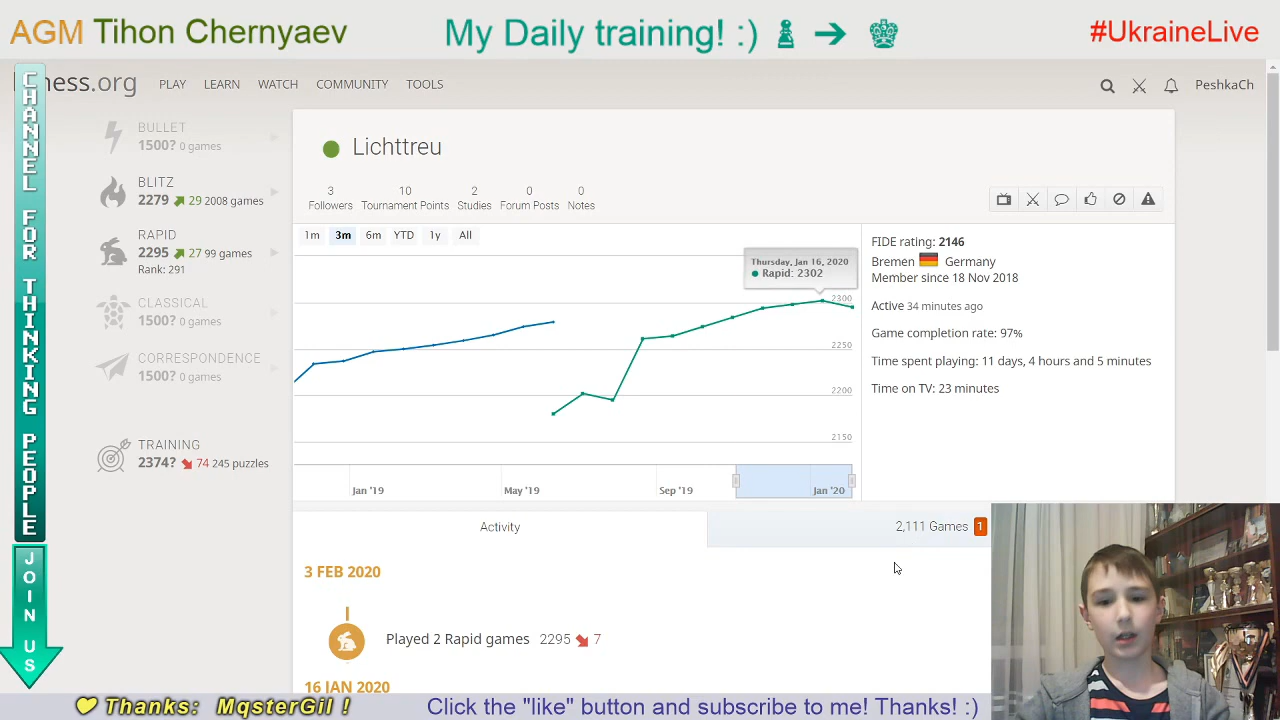 AGM Tihon Chernyaev
My Daily training! :)
#UkraineLive
CHANNEL FOR THINKING PEOPLE
JOIN US
hess.org
PLAY
LEARN
WATCH
COMMUNITY
TOOLS
PeshkaCh
BULLET
1500? 0 games
BLITZ
2279 29 2008 games
RAPID
2295 27 99 games
Rank: 291
CLASSICAL
1500? 0 games
CORRESPONDENCE
1500? 0 games
TRAINING
2374? 74 245 puzzles
Lichttreu
3 Followers
10 Tournament Points
2 Studies
0 Forum Posts
0 Notes
1m 3m 6m YTD 1y All
Thursday, Jan 16, 2020
Rapid: 2302
2300
2250
2200
2150
Jan '19
May '19
Sep '19
Jan '20
FIDE rating: 2146
Bremen Germany
Member since 18 Nov 2018
Active 34 minutes ago
Game completion rate: 97%
Time spent playing: 11 days, 4 hours and 5 minutes
Time on TV: 23 minutes
Activity
2,111 Games 1
3 FEB 2020
Played 2 Rapid games 2295 7
16 JAN 2020
Thanks: MqsterGil !
Click the "like" button and subscribe to me! Thanks! :)